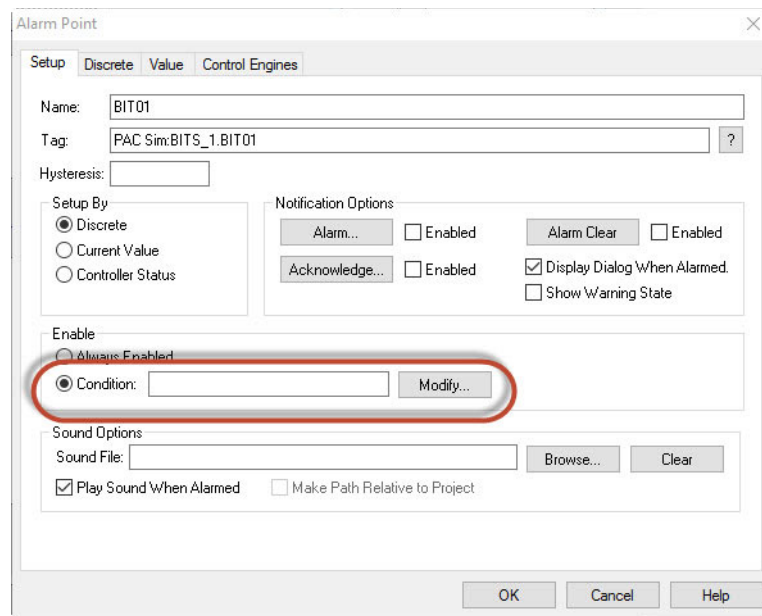 Alarm Point
Setup Discrete Value Control Engines
Name: BIT01
Tag: PAC Sim:BITS_1.BIT01 ?
Hysteresis:
Setup By
Discrete
Current Value
Controller Status
Notification Options
Alarm... Enabled Alarm Clear Enabled
Acknowledge... Enabled Display Dialog When Alarmed.
Show Warning State
Enable
Always Enabled
Condition: Modify...
Sound Options
Sound File: Browse... Clear
Play Sound When Alarmed Make Path Relative to Project
OK Cancel Help